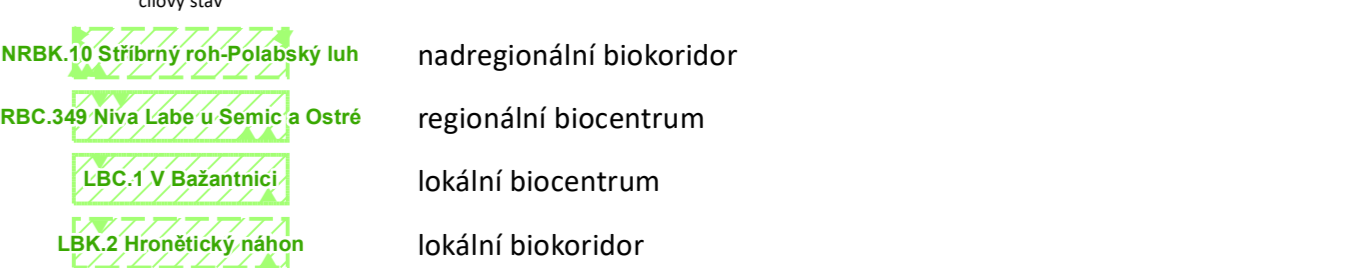 cílový stav
NRBK.10 Stříbrný roh-Polabský luh nadregionální biokoridor
RBC.349 Niva Labe u Semic a Ostré regionální biocentrum
LBC.1 V Bažantnici lokální biocentrum
LBK.2 Hronětický náhon lokální biokoridor